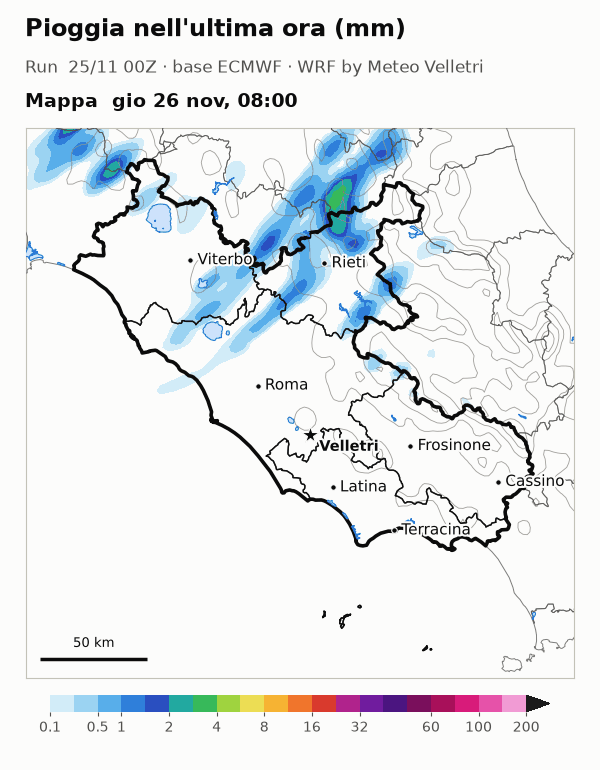 Pioggia nell'ultima ora (mm)
Run  25/11 00Z · base ECMWF · WRF by Meteo Velletri
Mappa  gio 26 nov, 08:00
Viterbo
Rieti
Roma
Velletri
Frosinone
Latina
Cassino
Terracina
50 km
0.1 0.5 1 2 4 8 16 32 60 100 200